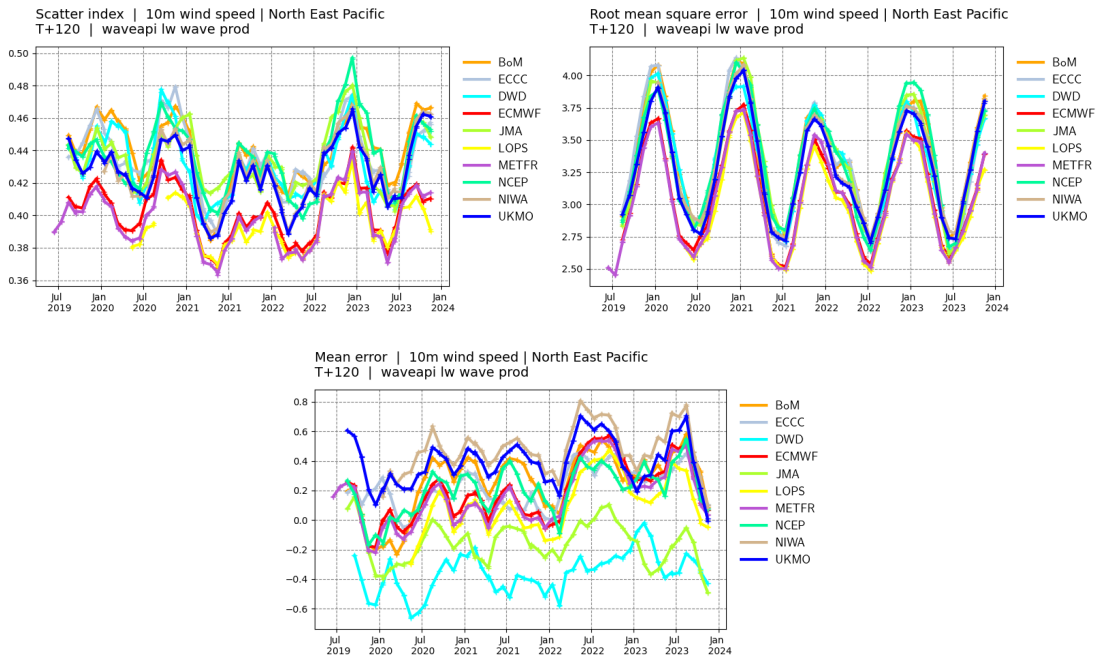 Scatter index | 10m wind speed | North East Pacific
T+120 | waveapi lw wave prod
0.50
0.48
0.46
0.44
0.42
0.40
0.38
0.36
Jul 2019
Jan 2020
Jul 2020
Jan 2021
Jul 2021
Jan 2022
Jul 2022
Jan 2023
Jul 2023
Jan 2024
BoM
ECCC
DWD
ECMWF
JMA
LOPS
METFR
NCEP
NIWA
UKMO
Root mean square error | 10m wind speed | North East Pacific
T+120 | waveapi lw wave prod
4.00
3.75
3.50
3.25
3.00
2.75
2.50
Jul 2019
Jan 2020
Jul 2020
Jan 2021
Jul 2021
Jan 2022
Jul 2022
Jan 2023
Jul 2023
Jan 2024
BoM
ECCC
DWD
ECMWF
JMA
LOPS
METFR
NCEP
NIWA
UKMO
Mean error | 10m wind speed | North East Pacific
T+120 | waveapi lw wave prod
0.8
0.6
0.4
0.2
0.0
−0.2
−0.4
−0.6
Jul 2019
Jan 2020
Jul 2020
Jan 2021
Jul 2021
Jan 2022
Jul 2022
Jan 2023
Jul 2023
Jan 2024
BoM
ECCC
DWD
ECMWF
JMA
LOPS
METFR
NCEP
NIWA
UKMO